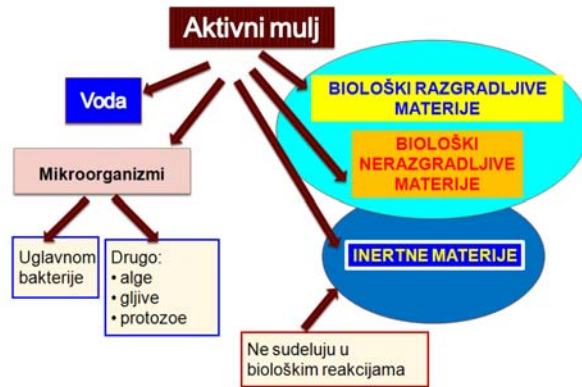 Aktivni mulj
Voda
BIOLOŠKI RAZGRADLJIVE
MATERIJE
BIOLOŠKI
NERAZGRADLJIVE
MATERIJE
Mikroorganizmi
Uglavnom
bakterije
Drugo:
• alge
• gljive
• protozoe
INERTNE MATERIJE
Ne sudeluju u
biološkim reakcijama